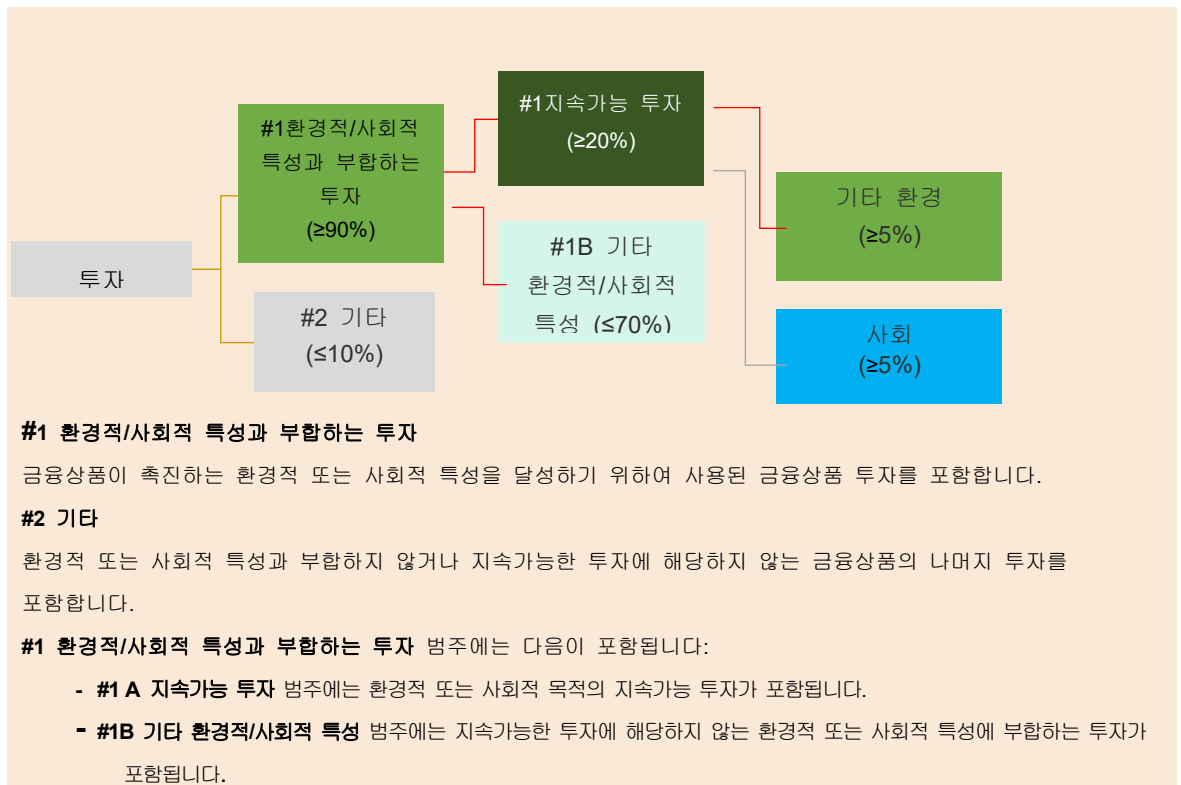 #1환경적/사회적
특성과 부합하는
투자
(≥90%)
#1지속가능 투자
(≥20%)
기타 환경
(≥5%)
투자
#2 기타
(≤10%)
#1B 기타
환경적/사회적
특성 (≤70%)
사회
(≥5%)
#1 환경적/사회적 특성과 부합하는 투자
금융상품이 촉진하는 환경적 또는 사회적 특성을 달성하기 위하여 사용된 금융상품 투자를 포함합니다.
#2 기타
환경적 또는 사회적 특성과 부합하지 않거나 지속가능한 투자에 해당하지 않는 금융상품의 나머지 투자를
포함합니다.
#1 환경적/사회적 특성과 부합하는 투자 범주에는 다음이 포함됩니다:
- #1 A 지속가능 투자 범주에는 환경적 또는 사회적 목적의 지속가능 투자가 포함됩니다.
- #1B 기타 환경적/사회적 특성 범주에는 지속가능한 투자에 해당하지 않는 환경적 또는 사회적 특성에 부합하는 투자가
포함됩니다.